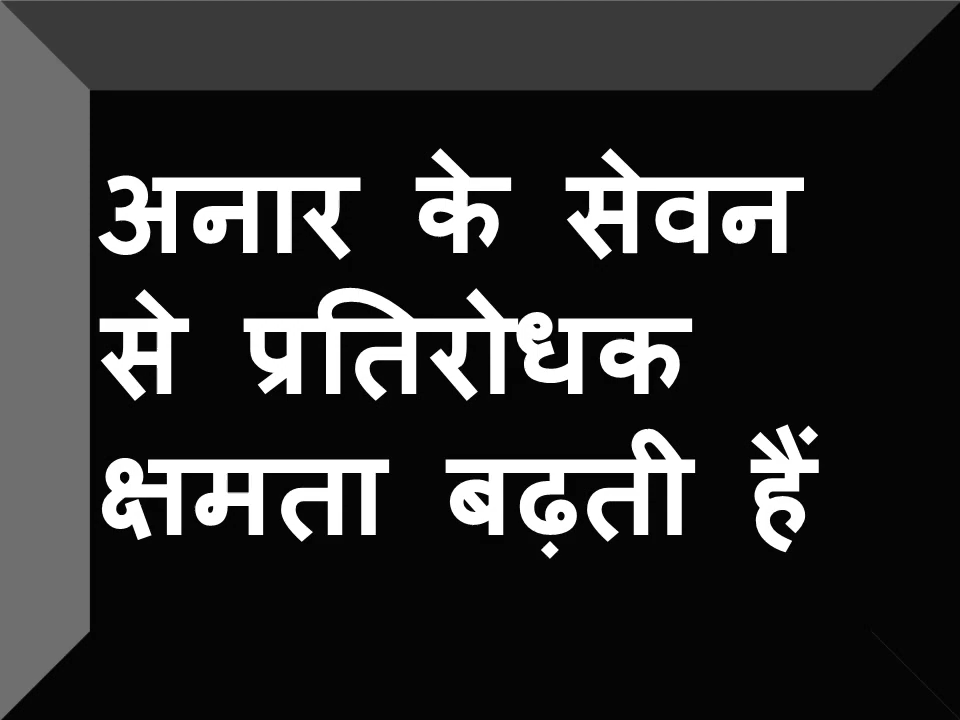 अनार के सेवन
से प्रतिरोधक
क्षमता बढ़ती हैं